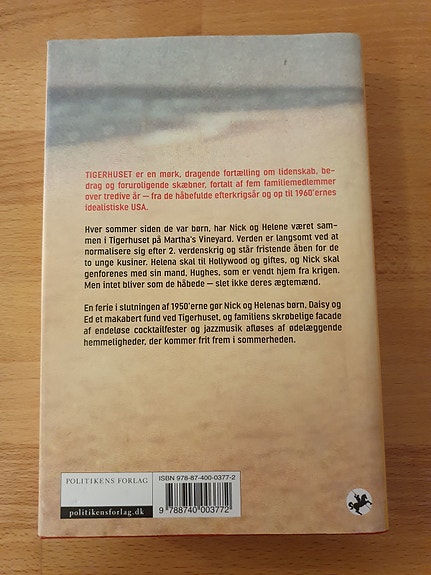 TIGERHUSET er en mørk, dragende fortælling om lidenskab, be-
drag og foruroligende skæbner, fortalt af fem familiemedlemmer
over tredive år — fra de håbefulde efterkrigsår og op til 1960'ernes
idealistiske USA.
Hver sommer siden de var børn, har Nick og Helene været sam-
men i Tigerhuset på Martha's Vineyard. Verden er langsomt ved at
normalisere sig efter 2. verdenskrig og står fristende åben for de
to unge kusiner. Helena skal til Hollywood og giftes, og Nick skal
genforenes med sin mand, Hughes, som er vendt hjem fra krigen.
Men intet bliver som de håbede — slet ikke deres ægtemænd.
En ferie i slutningen af 1950'erne gør Nick og Helenas børn, Daisy og
Ed et makabert fund ved Tigerhuset, og familiens skrøbelige facade
af endeløse cocktailfester og jazzmusik afløses af ødelæggende
hemmeligheder, der kommer frit frem i sommerheden.
POLITIKENS FORLAG
politikensforlag.dk
ISBN 978-87-400-0377-2
9 788740 003772